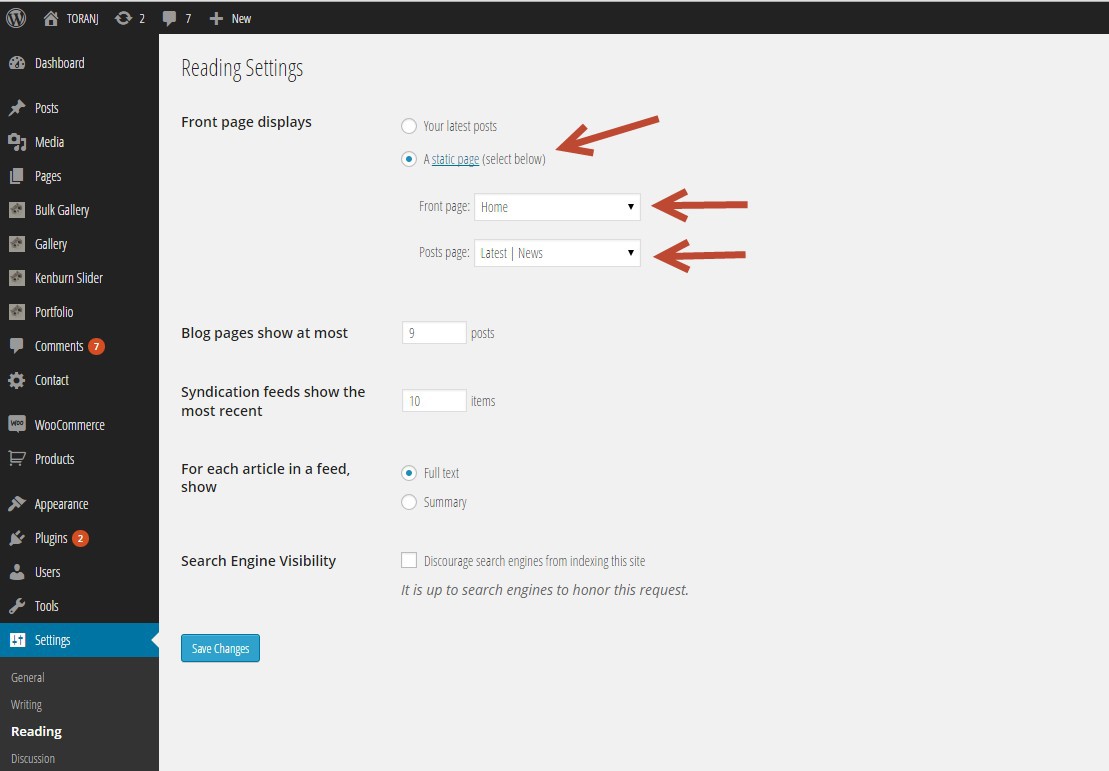 TORANJ 2 7 New
Dashboard
Posts
Media
Pages
Bulk Gallery
Gallery
Kenburn Slider
Portfolio
Comments 7
Contact
WOO WooCommerce
Products
Appearance
Plugins 2
Users
Tools
Settings
General
Writing
Reading
Discussion
Reading Settings
Front page displays
Your latest posts
A static page (select below)
Front page: Home
Posts page: Latest | News
Blog pages show at most
9 posts
Syndication feeds show the
most recent
10 items
For each article in a feed,
show
Full text
Summary
Search Engine Visibility
Discourage search engines from indexing this site
It is up to search engines to honor this request.
Save Changes